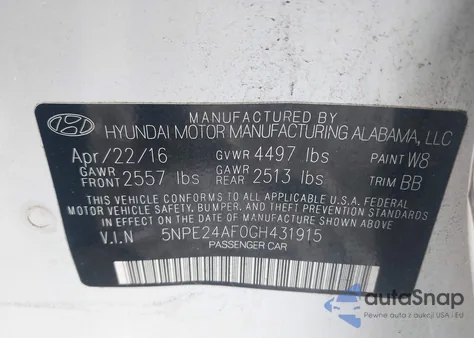 MANUFACTURED BY
HYUNDAI MOTOR MANUFACTURING ALABAMA, LLC
Apr/22/16 GVWR 4497 lbs PAINT W8
GAWR FRONT 2557 lbs GAWR REAR 2513 lbs TRIM BB
THIS VEHICLE CONFORMS TO ALL APPLICABLE U.S.A. FEDERAL
MOTOR VEHICLE SAFETY, BUMPER, AND THEFT PREVENTION STANDARDS
IN EFFECT ON THE DATE OF MANUFACTURE SHOWN ABOVE.
V.I.N 5NPE24AF0GH431915
PASSENGER CAR
autaSnap
Pewne auta z aukcji USA i EU